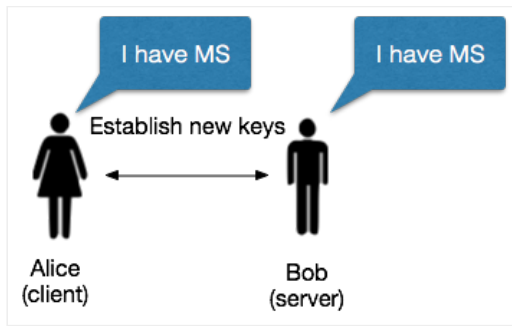 I have MS
I have MS
Establish new keys
Alice
(client)
Bob
(server)